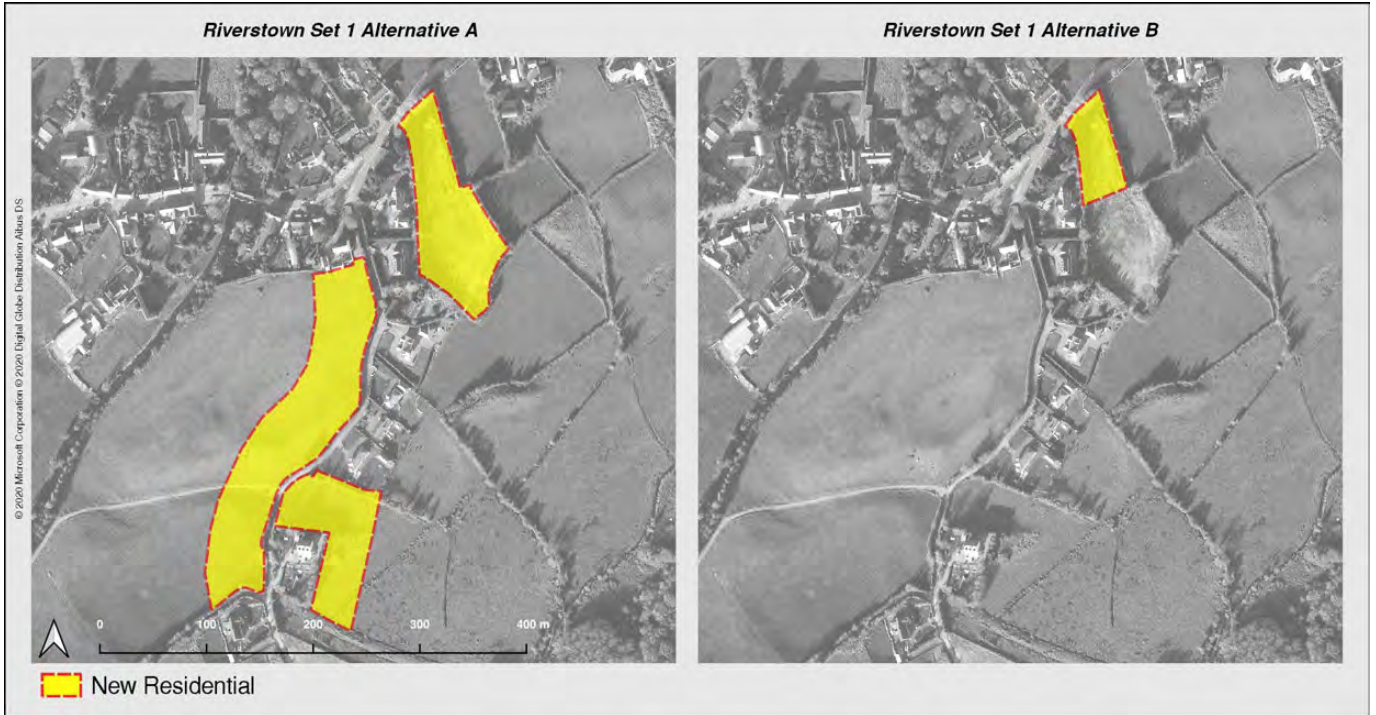 Riverstown Set 1 Alternative A
Riverstown Set 1 Alternative B
© 2020 Microsoft Corporation © 2020 Digital Globe Distribution Aibus DS
0 100 200 300 400 m
New Residential